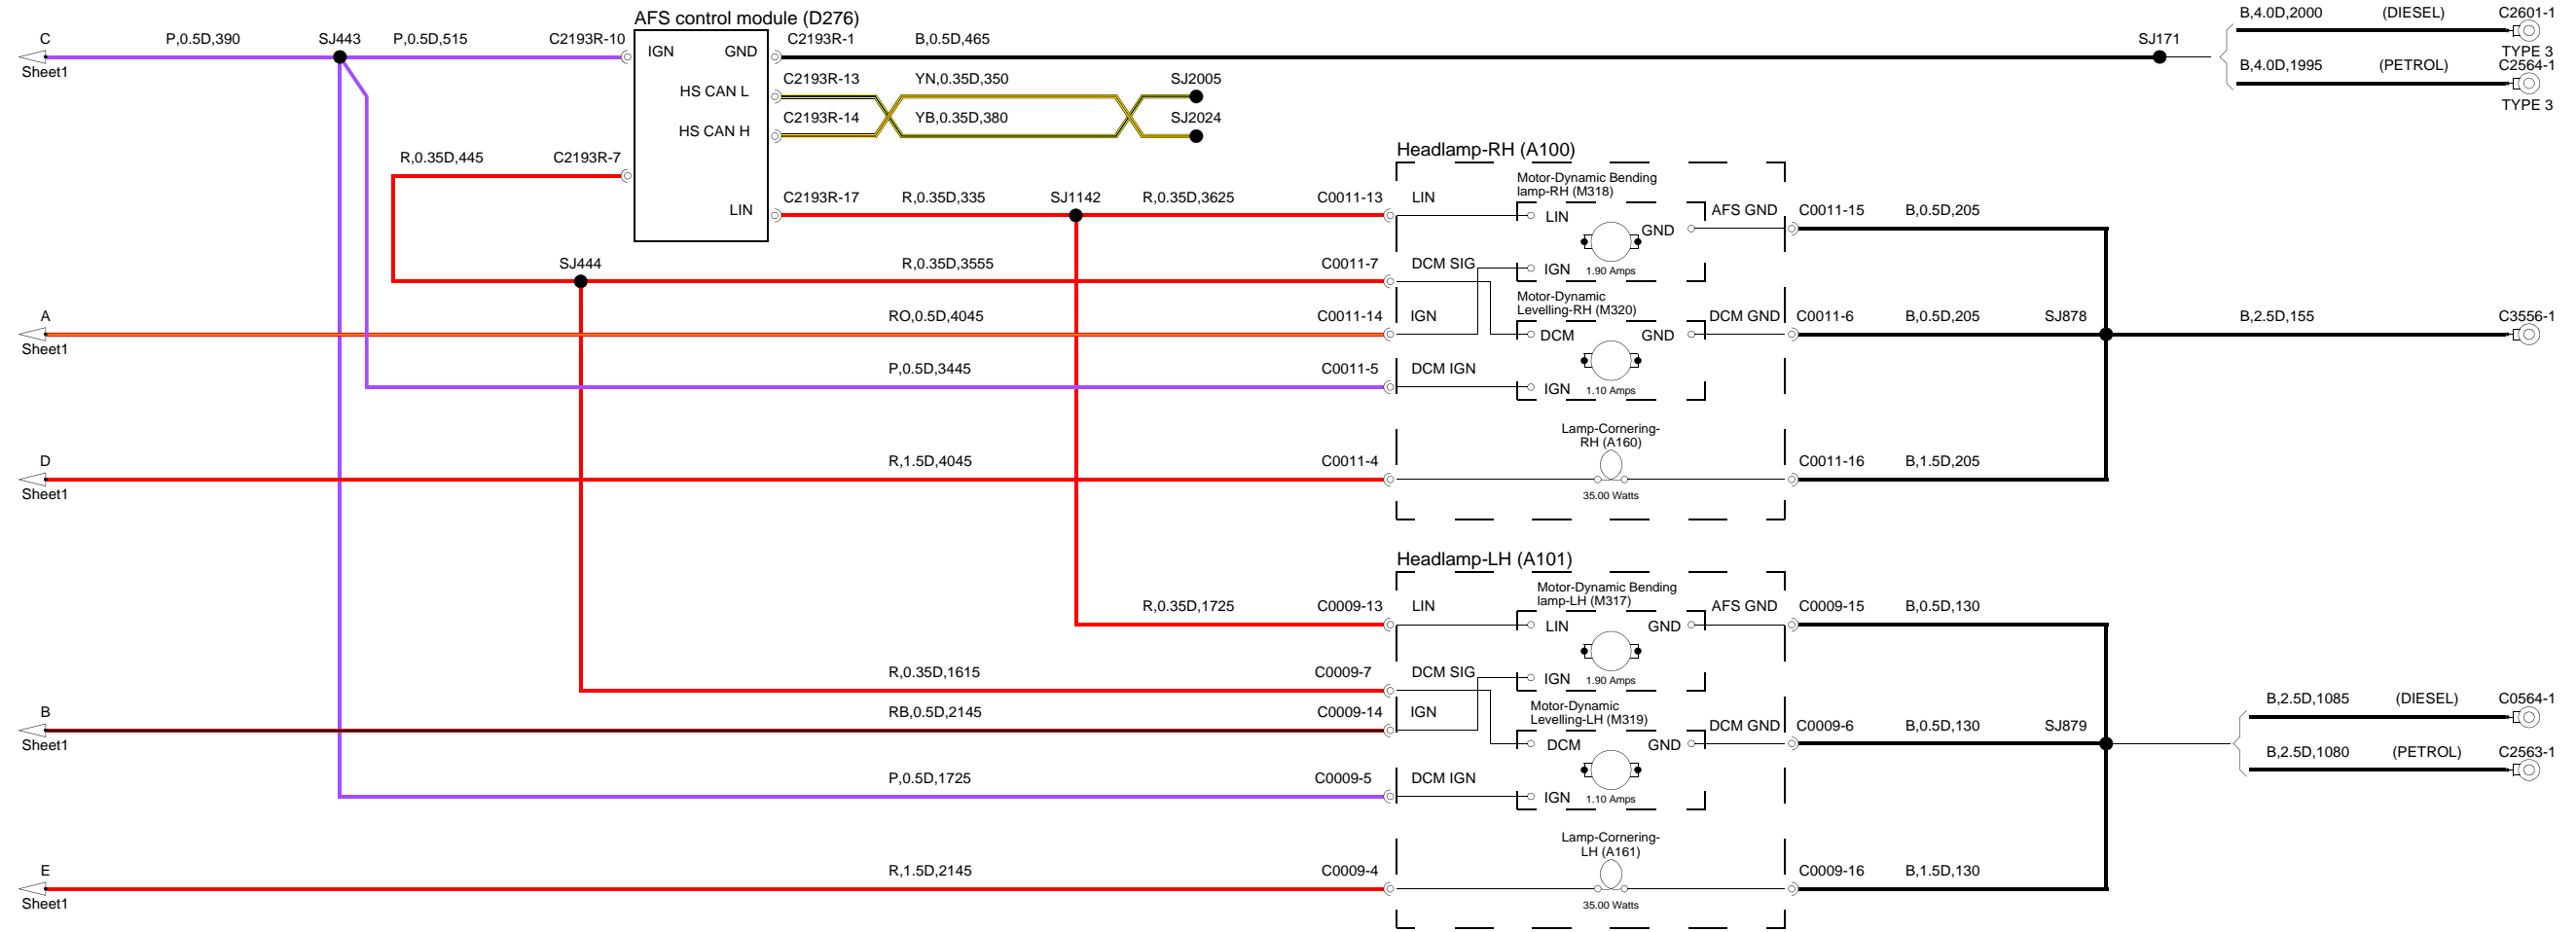 AFS control module (D276)
C
P,0.5D,390
SJ443
P,0.5D,515
C2193R-10
IGN
GND
C2193R-1
B,0.5D,465
SJ171
B,4.0D,2000
(DIESEL)
C2601-1
TYPE 3
Sheet1
B,4.0D,1995
(PETROL)
C2564-1
TYPE 3
HS CAN L
C2193R-13
YN,0.35D,350
SJ2005
HS CAN H
C2193R-14
YB,0.35D,380
SJ2024
R,0.35D,445
C2193R-7
LIN
C2193R-17
R,0.35D,335
SJ1142
R,0.35D,3625
C0011-13
Headlamp-RH (A100)
LIN
Motor-Dynamic Bending
lamp-RH (M318)
LIN
GND
IGN
1.90 Amps
AFS GND
C0011-15
B,0.5D,205
SJ444
R,0.35D,3555
C0011-7
DCM SIG
A
Sheet1
RO,0.5D,4045
C0011-14
IGN
Motor-Dynamic
Levelling-RH (M320)
DCM
GND
IGN
1.10 Amps
DCM GND
C0011-6
B,0.5D,205
SJ878
B,2.5D,155
C3556-1
P,0.5D,3445
C0011-5
DCM IGN
D
Sheet1
R,1.5D,4045
C0011-4
Lamp-Cornering-
RH (A160)
35.00 Watts
C0011-16
B,1.5D,205
Headlamp-LH (A101)
R,0.35D,1725
C0009-13
LIN
Motor-Dynamic Bending
lamp-LH (M317)
LIN
GND
IGN
1.90 Amps
AFS GND
C0009-15
B,0.5D,130
R,0.35D,1615
C0009-7
DCM SIG
B
Sheet1
RB,0.5D,2145
C0009-14
IGN
Motor-Dynamic
Levelling-LH (M319)
DCM
GND
IGN
1.10 Amps
DCM GND
C0009-6
B,0.5D,130
SJ879
B,2.5D,1085
(DIESEL)
C0564-1
B,2.5D,1080
(PETROL)
C2563-1
P,0.5D,1725
C0009-5
DCM IGN
E
Sheet1
R,1.5D,2145
C0009-4
Lamp-Cornering-
LH (A161)
35.00 Watts
C0009-16
B,1.5D,130